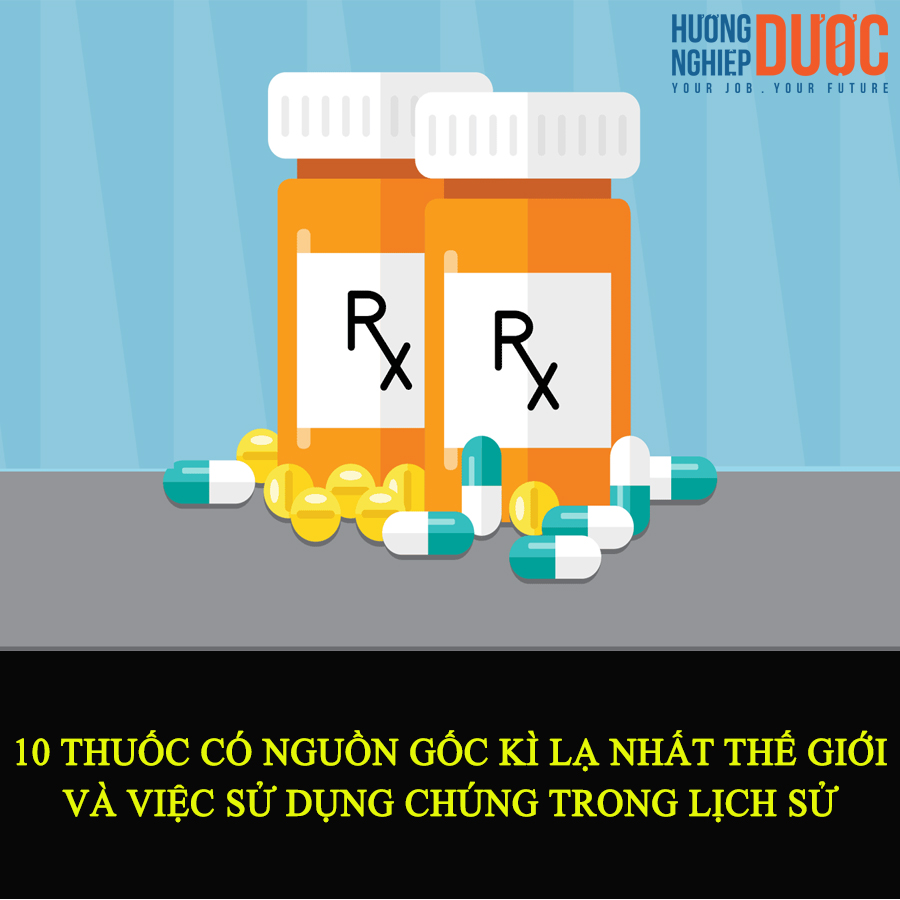 HƯỚNG
NGHIỆP
DƯỢC
YOUR JOB . YOUR FUTURE
Rx
Rx
10 THUỐC CÓ NGUỒN GỐC KÌ LẠ NHẤT THẾ GIỚI
VÀ VIỆC SỬ DỤNG CHÚNG TRONG LỊCH SỬ